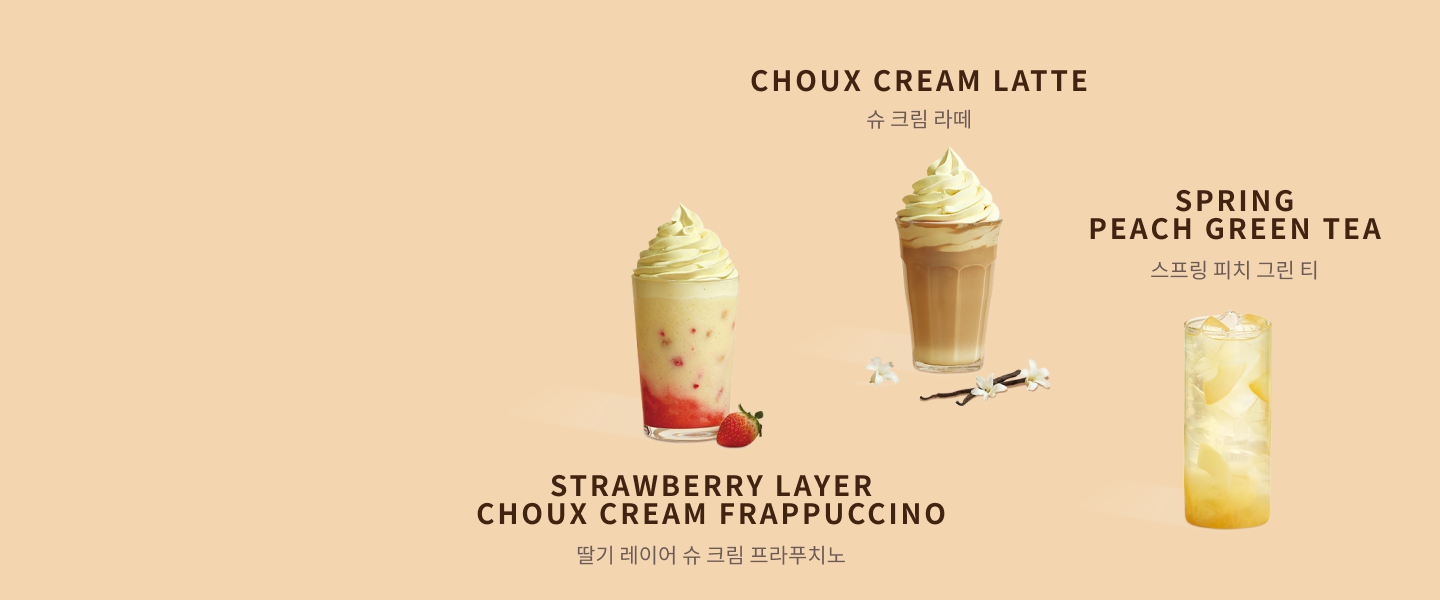 CHOUX CREAM LATTE
슈 크림 라떼
SPRING
PEACH GREEN TEA
스프링 피치 그린 티
STRAWBERRY LAYER
CHOUX CREAM FRAPPUCCINO
딸기 레이어 슈 크림 프라푸치노